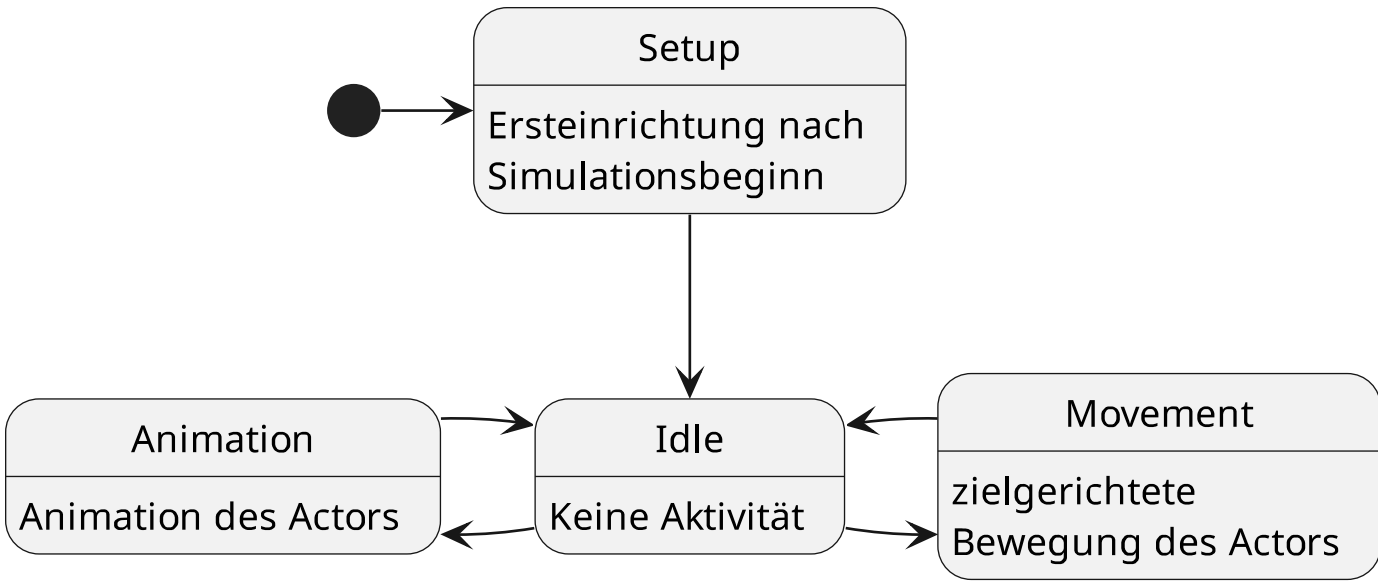 Setup
Ersteinrichtung nach
Simulationsbeginn
Animation
Animation des Actors
Idle
Keine Aktivität
Movement
zielgerichtete
Bewegung des Actors